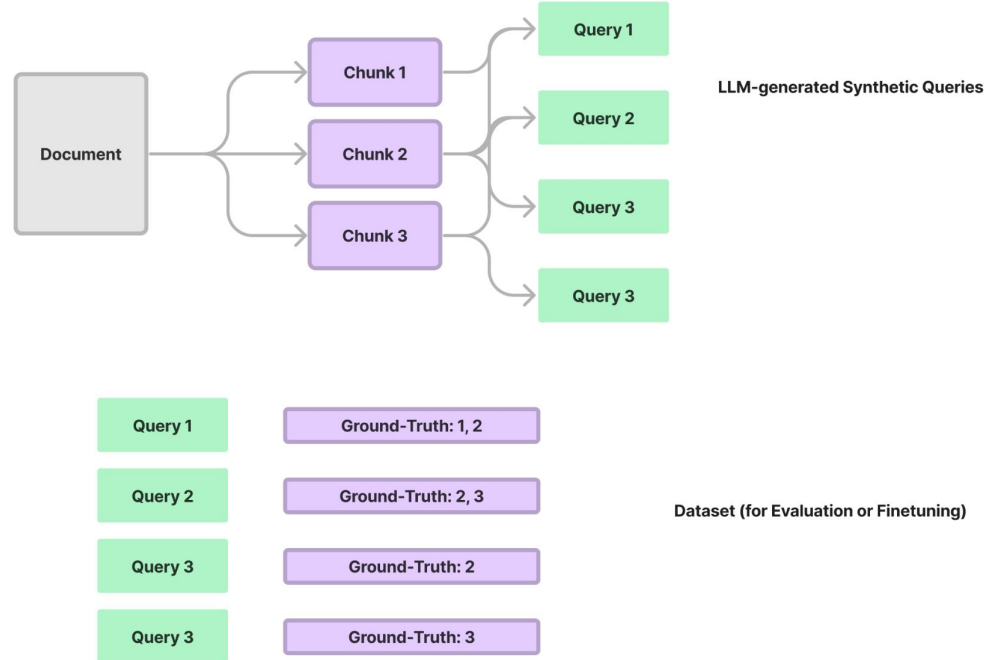 Query 1
Chunk 1
LLM-generated Synthetic Queries
Query 2
Document
Chunk 2
Query 3
Chunk 3
Query 3
Query 1
Ground-Truth: 1, 2
Query 2
Ground-Truth: 2, 3
Dataset (for Evaluation or Finetuning)
Query 3
Ground-Truth: 2
Query 3
Ground-Truth: 3